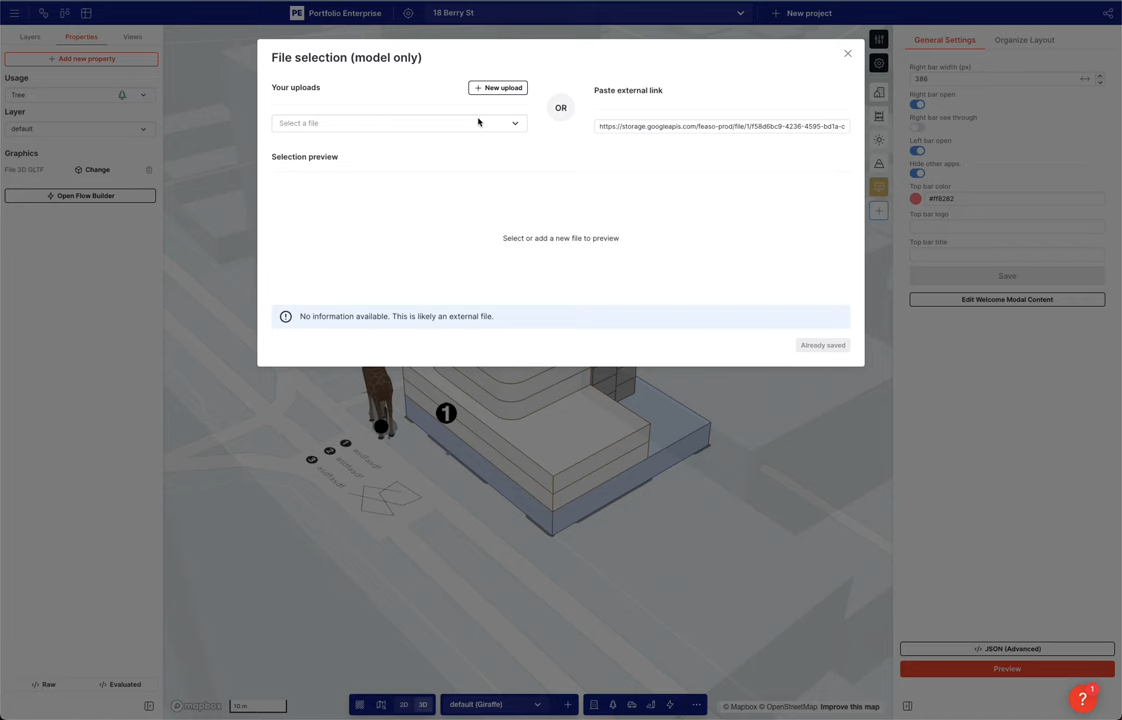 PE Portfolio Enterprise
18 Berry St
New project
Layers
Properties
Views
Add new property
Usage
Tree
Layer
default
Graphics
File 3D GLTF
Change
Open Flow Builder
Raw
Evaluated
File selection (model only)
Your uploads
New upload
Select a file
OR
Paste external link
https://storage.googleapis.com/feaso-prod/file/1/f58d6bc9-4236-4595-bd1a-c
Selection preview
Select or add a new file to preview
No information available. This is likely an external file.
Already saved
1
mapbox
10 m
2D
3D
default (Giraffe)
© Mapbox © OpenStreetMap Improve this map
General Settings
Organize Layout
Right bar width (px)
386
Right bar open
Right bar see through
Left bar open
Hide other apps
Top bar color
#ff8282
Top bar logo
Top bar title
Save
Edit Welcome Modal Content
</> JSON (Advanced)
Preview
?
1